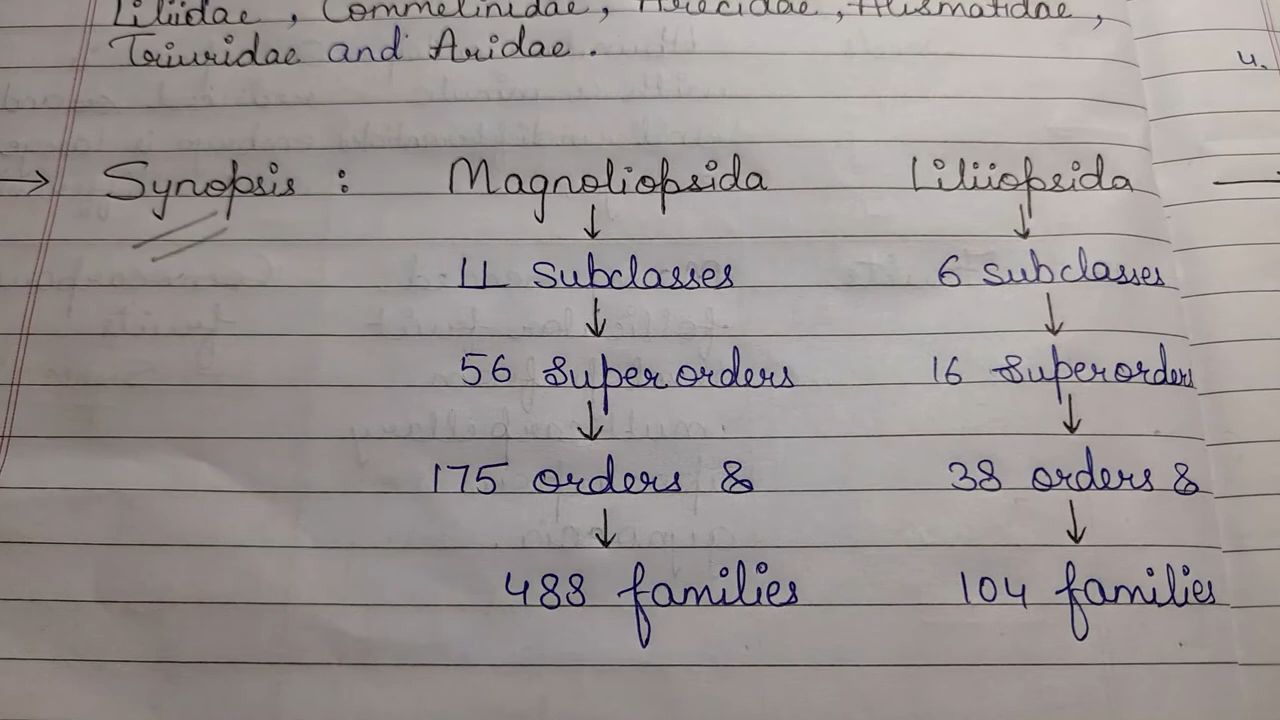 Liliidae, Commelinidae, Arecidae, Alismatidae,
Triuridae and Aridae.
4.
→ Synopsis : Magnoliopsida Liliiopsida
↓ ↓
11 subclasses 6 subclasses
↓ ↓
56 Superorders 16 Superorders
↓ ↓
175 orders & 38 orders &
↓ ↓
488 families 104 families